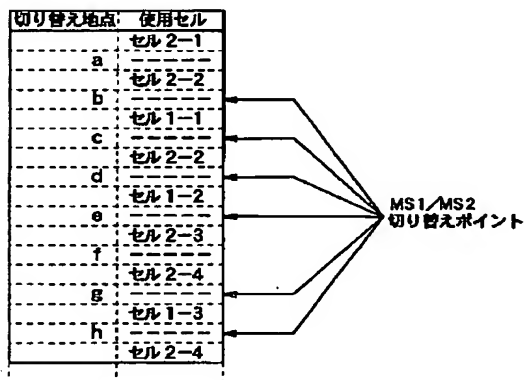 切り替え地点 使用セル
セル2-1
a
セル2-2
b
セル1-1
c
セル2-2
d
セル1-2
e
セル2-3
f
セル2-4
g
セル1-3
h
セル2-4
MS1/MS2
切り替えポイント